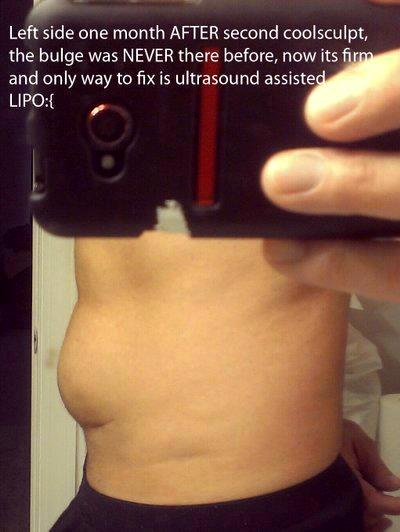 Left side one month AFTER second coolsculpt,
the bulge was NEVER there before, now its firm
and only way to fix is ultrasound assisted
LIPO:{